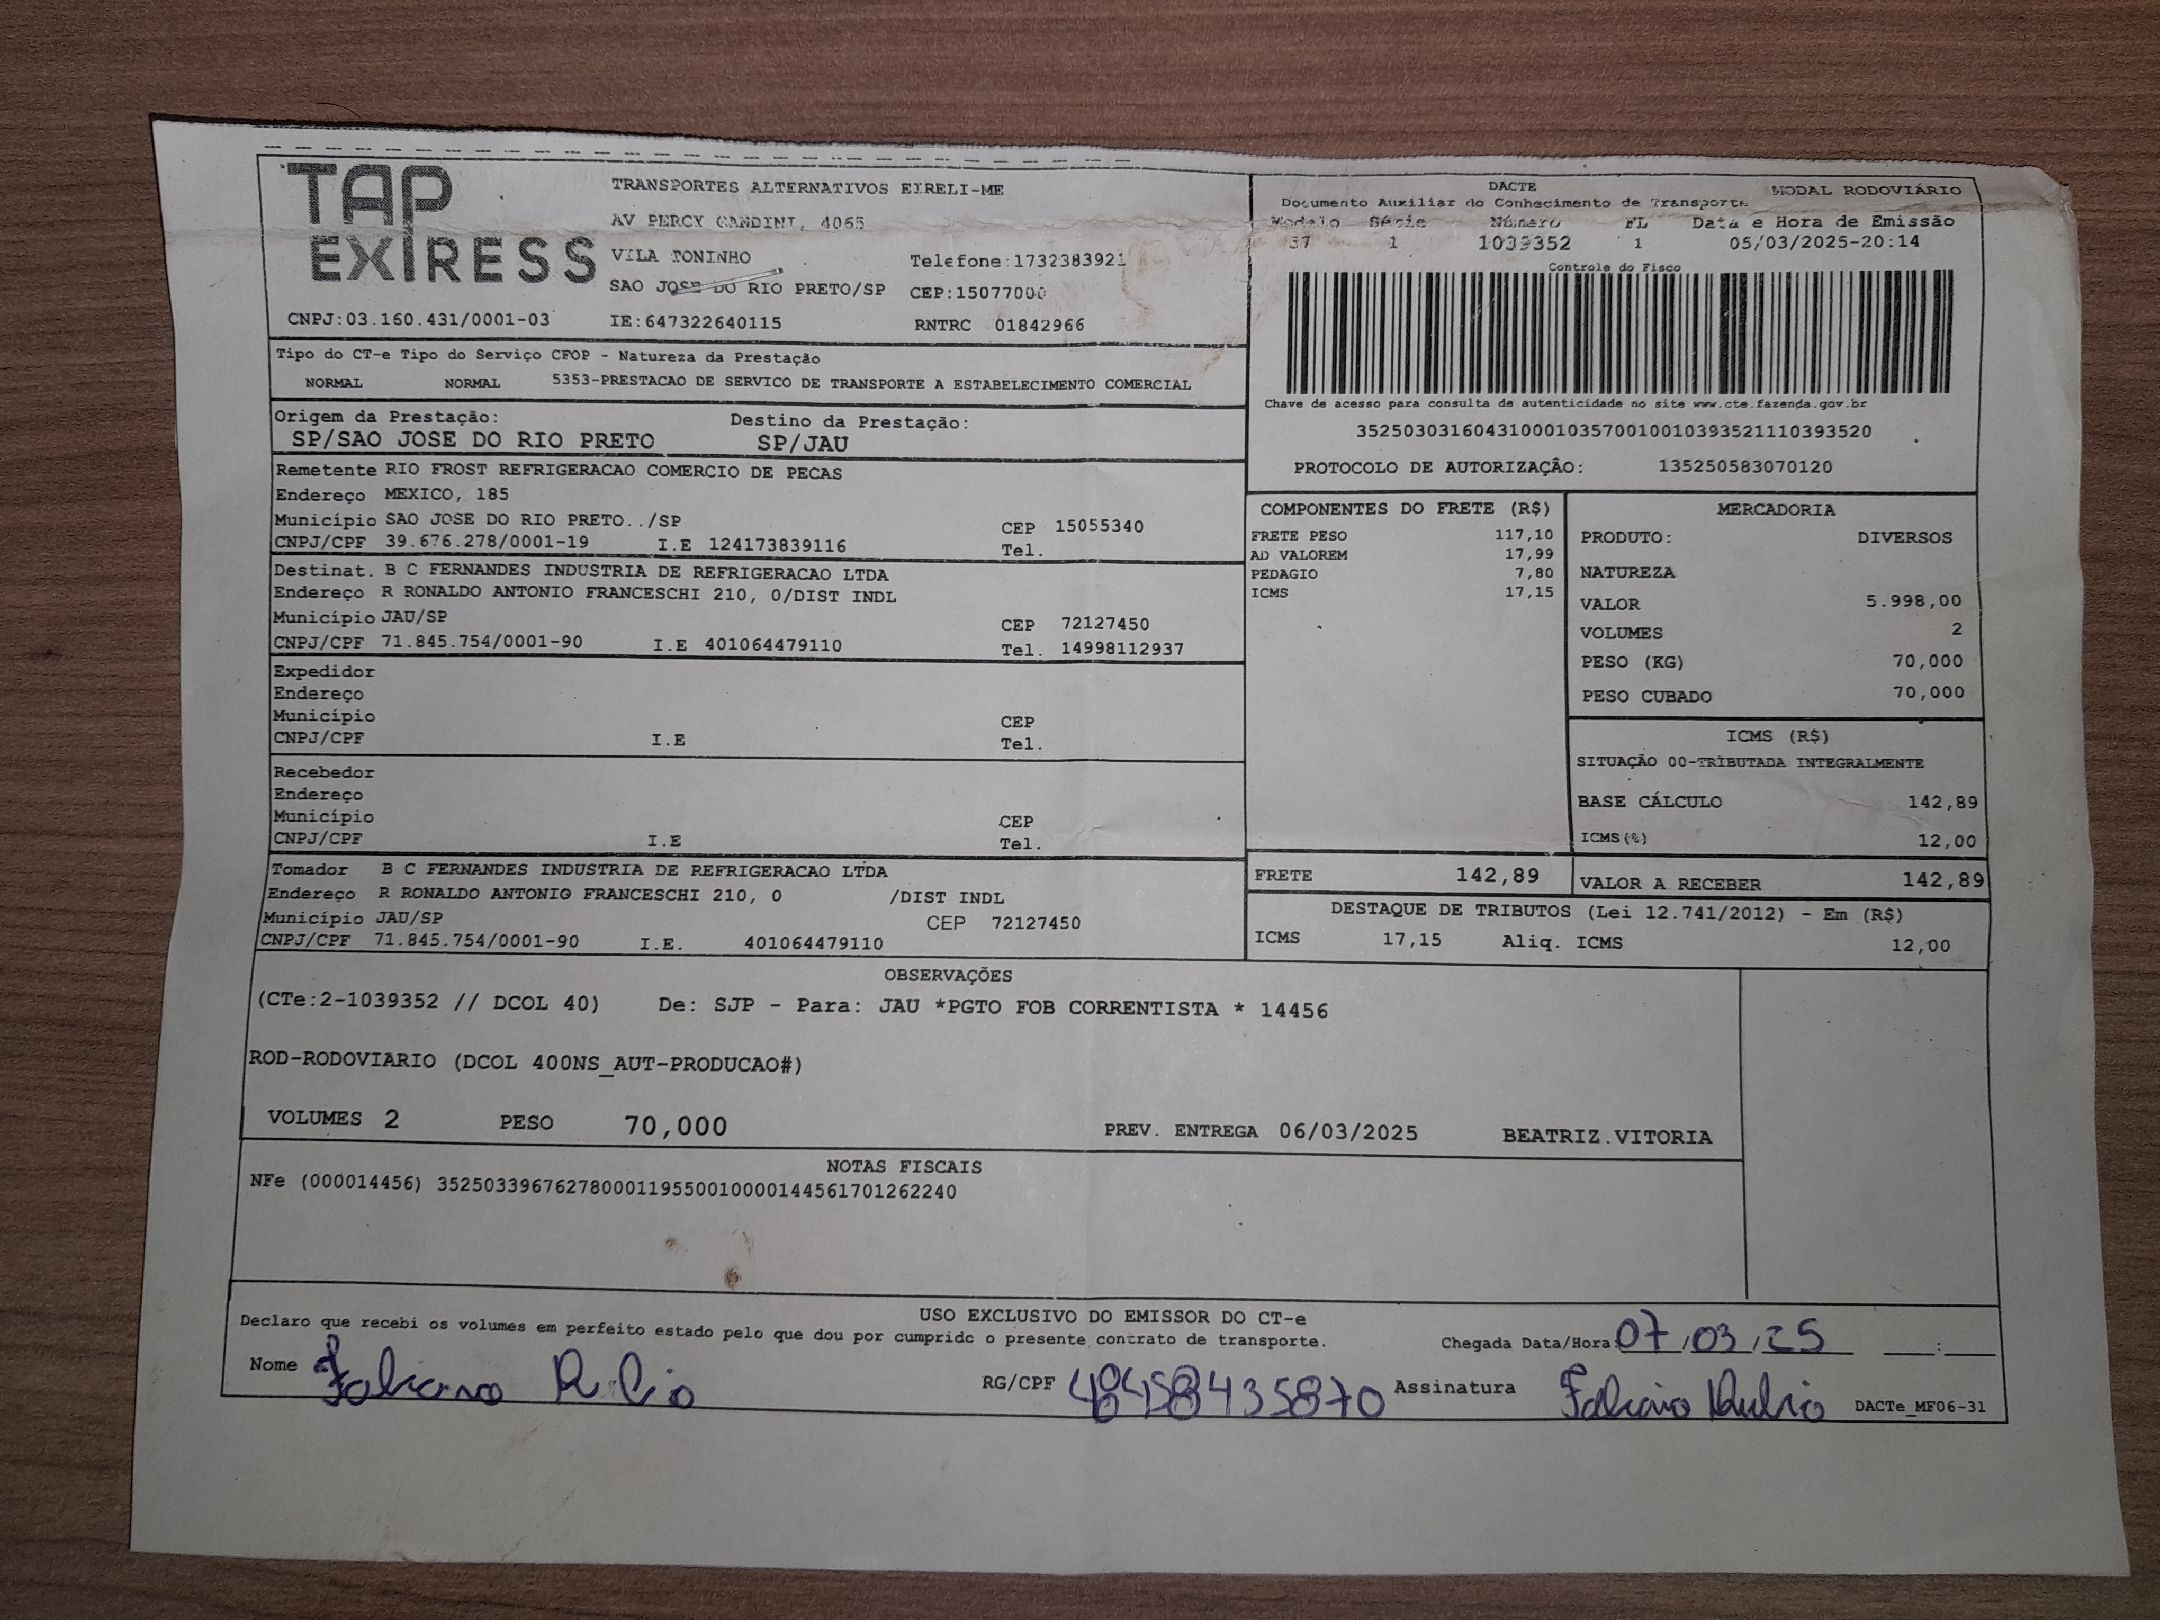 TAP
EXÍRESS
TRANSPORTES ALTERNATIVOS EIRELI-ME
AV PERCY GANDINI, 4065
VILA TONINHO
Telefone:1732383921
SAO JOSE DO RIO PRETO/SP
CEP:15077000
CNPJ:03.160.431/0001-03
IE:647322640115
RNTRC 01842966
DACTE
MODAL RODOVIÁRIO
Documento Auxiliar do Conhecimento de Transporte
Modelo Série Número FL Data e Hora de Emissão
57 1 1039352 1 05/03/2025-20:14
Controle do Fisco
Chave de acesso para consulta de autenticidade no site www.cte.fazenda.gov.br
35250303160431000103570010010393521110393520
PROTOCOLO DE AUTORIZAÇÃO: 135250583070120
Tipo do CT-e Tipo do Serviço CFOP - Natureza da Prestação
NORMAL NORMAL 5353-PRESTACAO DE SERVICO DE TRANSPORTE A ESTABELECIMENTO COMERCIAL
Origem da Prestação: Destino da Prestação:
SP/SAO JOSE DO RIO PRETO SP/JAU
Remetente RIO FROST REFRIGERACAO COMERCIO DE PECAS
Endereço MEXICO, 185
Município SAO JOSE DO RIO PRETO../SP CEP 15055340
CNPJ/CPF 39.676.278/0001-19 I.E 124173839116 Tel.
Destinat. B C FERNANDES INDUSTRIA DE REFRIGERACAO LTDA
Endereço R RONALDO ANTONIO FRANCESCHI 210, 0/DIST INDL
Município JAU/SP CEP 72127450
CNPJ/CPF 71.845.754/0001-90 I.E 401064479110 Tel. 14998112937
Expedidor
Endereço
Município CEP
CNPJ/CPF I.E Tel.
Recebedor
Endereço
Município CEP
CNPJ/CPF I.E Tel.
Tomador B C FERNANDES INDUSTRIA DE REFRIGERACAO LTDA
Endereço R RONALDO ANTONIO FRANCESCHI 210, 0 /DIST INDL
Município JAU/SP CEP 72127450
CNPJ/CPF 71.845.754/0001-90 I.E. 401064479110
COMPONENTES DO FRETE (R$)
FRETE PESO 117,10
AD VALOREM 17,99
PEDAGIO 7,80
ICMS 17,15
MERCADORIA
PRODUTO: DIVERSOS
NATUREZA
VALOR 5.998,00
VOLUMES 2
PESO (KG) 70,000
PESO CUBADO 70,000
ICMS (R$)
SITUAÇÃO 00-TRIBUTADA INTEGRALMENTE
BASE CÁLCULO 142,89
ICMS(%) 12,00
FRETE 142,89 VALOR A RECEBER 142,89
DESTAQUE DE TRIBUTOS (Lei 12.741/2012) - Em (R$)
ICMS 17,15 Aliq. ICMS 12,00
OBSERVAÇÕES
(CTe:2-1039352 // DCOL 40) De: SJP - Para: JAU *PGTO FOB CORRENTISTA * 14456
ROD-RODOVIARIO (DCOL 400NS_AUT-PRODUCAO#)
VOLUMES 2 PESO 70,000 PREV. ENTREGA 06/03/2025 BEATRIZ.VITORIA
NOTAS FISCAIS
NFe (000014456) 35250339676278000119550010000144561701262240
USO EXCLUSIVO DO EMISSOR DO CT-e
Declaro que recebi os volumes em perfeito estado pelo que dou por cumprido o presente contrato de transporte.
Chegada Data/Hora 07/03/25 :
Nome Fabiano
RG/CPF
Assinatura
DACTe_MF06-31